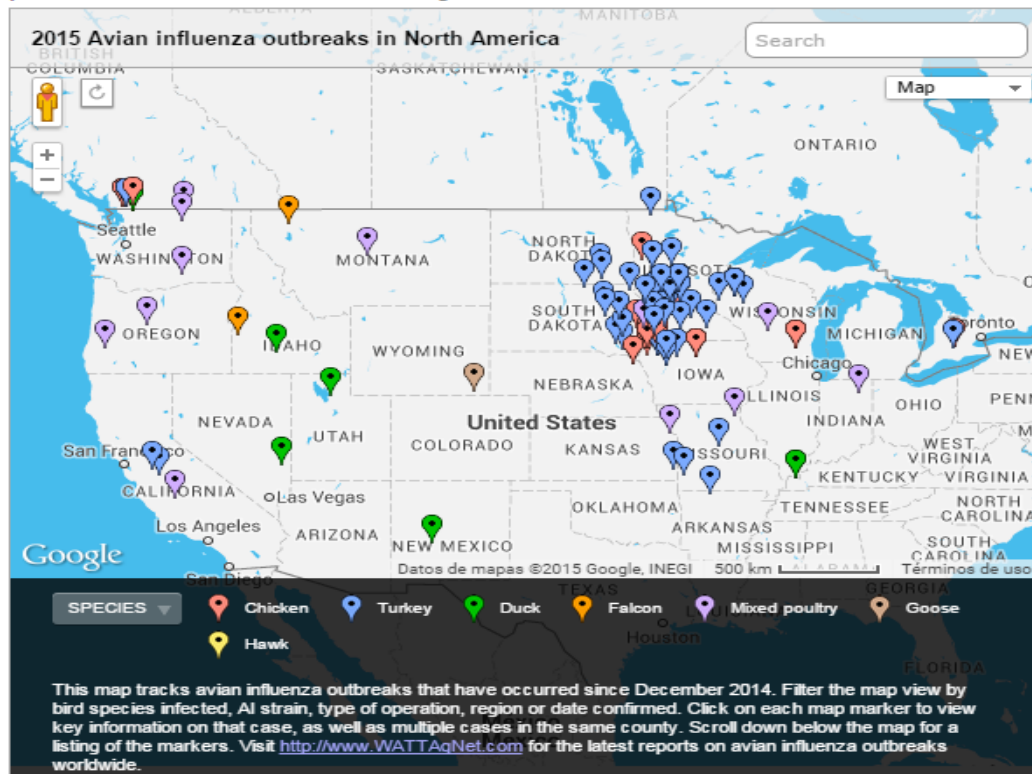 ALBERTA
MANITOBA
2015 Avian influenza outbreaks in North America
Search
BRITISH
COLUMBIA
SASKATCHEWAN
Map
ONTARIO
+
−
Seattle
WASHINGTON
MONTANA
NORTH
DAKOTA
OREGON
IDAHO
SOUTH
DAKOTA
WISCONSIN
MICHIGAN
Toronto
NEW
WYOMING
Chicago
IOWA
NEBRASKA
ILLINOIS
OHIO
PENN
NEVADA
United States
INDIANA
UTAH
San Francisco
COLORADO
KANSAS
MISSOURI
WEST
VIRGINIA
KENTUCKY
VIRGINIA
CALIFORNIA
Las Vegas
OKLAHOMA
TENNESSEE
NORTH
CAROLINA
Los Angeles
ARIZONA
NEW MEXICO
ARKANSAS
MISSISSIPPI
SOUTH
CAROLINA
Google
Datos de mapas ©2015 Google, INEGI
500 km
ALABAMA
Términos de uso
San Diego
TEXAS
GEORGIA
SPECIES
Chicken
Turkey
Duck
Falcon
Mixed poultry
Goose
Houston
Hawk
FLORIDA
This map tracks avian influenza outbreaks that have occurred since December 2014. Filter the map view by
bird species infected, AI strain, type of operation, region or date confirmed. Click on each map marker to view
key information on that case, as well as multiple cases in the same county. Scroll down below the map for a
listing of the markers. Visit http://www.WATTAgNet.com for the latest reports on avian influenza outbreaks
worldwide.